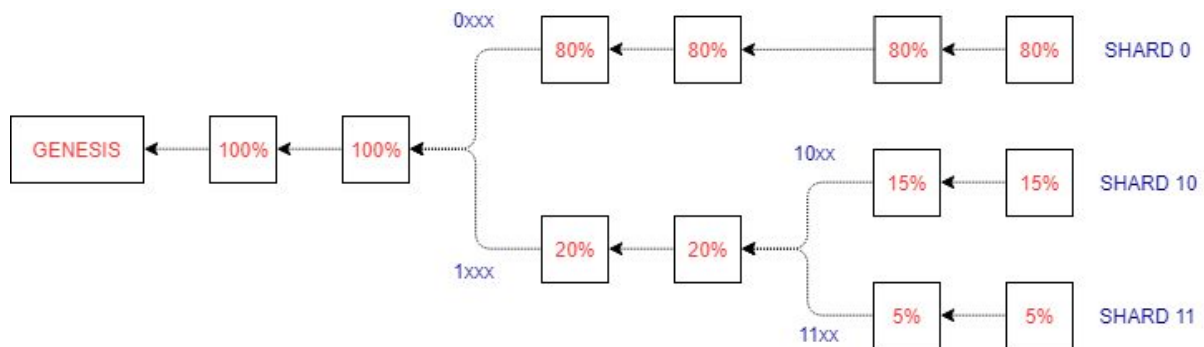 0xxx
80% 80% 80% 80% SHARD 0
GENESIS 100% 100%
10xx
15% 15% SHARD 10
20% 20%
1xxx
5% 5% SHARD 11
11xx